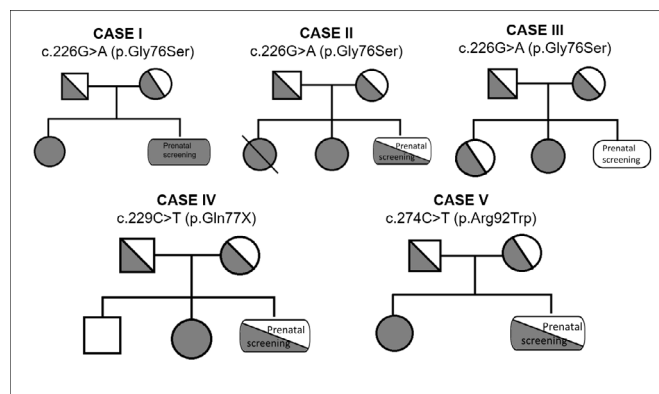 CASE I
c.226G>A (p.Gly76Ser)
Prenatal
screening
CASE II
c.226G>A (p.Gly76Ser)
Prenatal
screening
CASE III
c.226G>A (p.Gly76Ser)
Prenatal
screening
CASE IV
c.229C>T (p.Gln77X)
Prenatal
screening
CASE V
c.274C>T (p.Arg92Trp)
Prenatal
screening